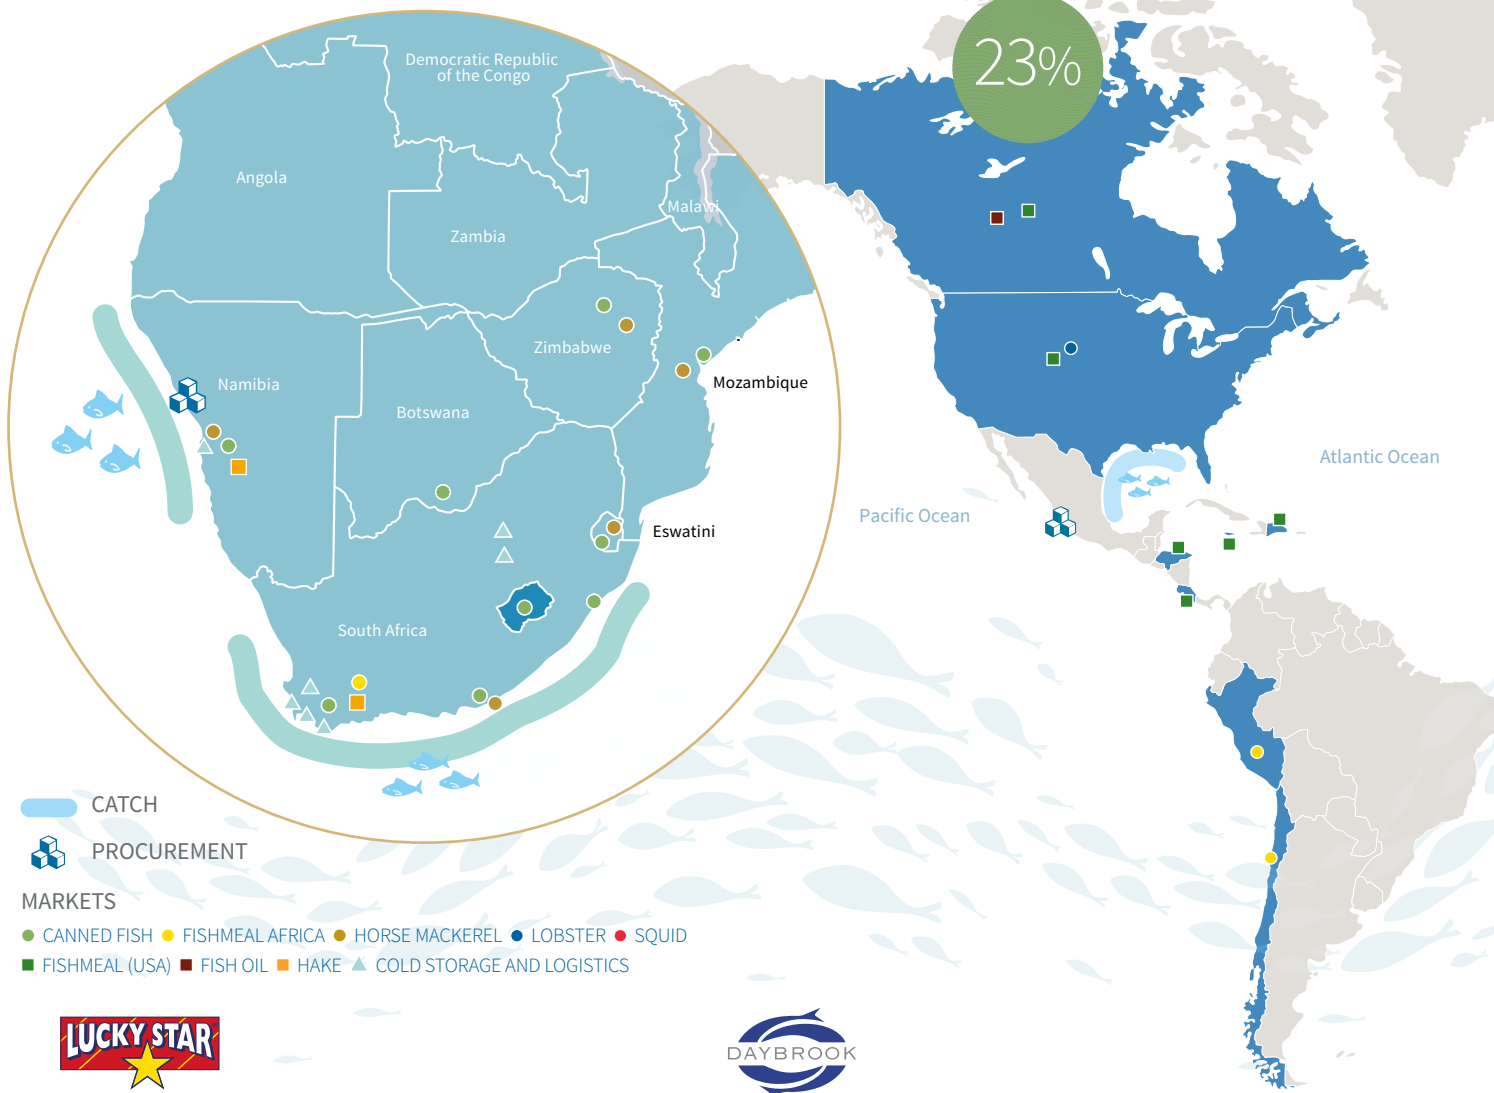 23%
Democratic Republic
of the Congo
Angola
Malawi
Zambia
Zimbabwe
Namibia
Mozambique
Botswana
Eswatini
South Africa
Atlantic Ocean
Pacific Ocean
CATCH
PROCUREMENT
MARKETS
CANNED FISH FISHMEAL AFRICA HORSE MACKEREL LOBSTER SQUID
FISHMEAL (USA) FISH OIL HAKE COLD STORAGE AND LOGISTICS
LUCKY STAR
DAYBROOK